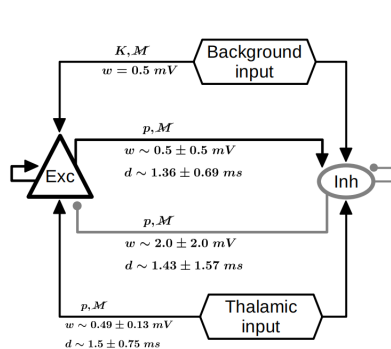 K, M
w = 0.5 mV
Background
input
p, M
w ∼ 0.5 ± 0.5 mV
d ∼ 1.36 ± 0.69 ms
Exc
Inh
p, M
w ∼ 2.0 ± 2.0 mV
d ∼ 1.43 ± 1.57 ms
p, M
w ∼ 0.49 ± 0.13 mV
d ∼ 1.5 ± 0.75 ms
Thalamic
input